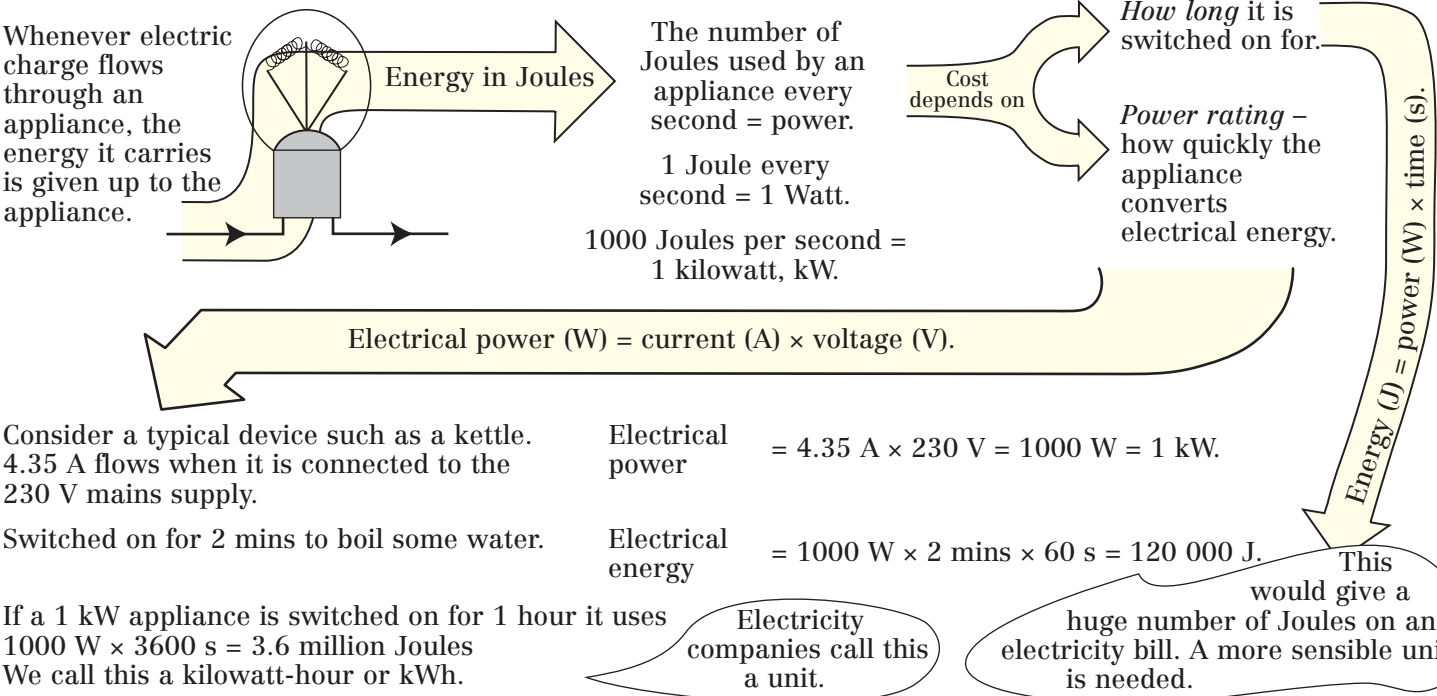 Whenever electric
charge flows
through an
appliance, the
energy it carries
is given up to the
appliance.
Energy in Joules
The number of
Joules used by an
appliance every
second = power.
1 Joule every
second = 1 Watt.
1000 Joules per second =
1 kilowatt, kW.
Cost
depends on
How long it is
switched on for.
Power rating –
how quickly the
appliance
converts
electrical energy.
Energy (J) = power (W) × time (s).
Electrical power (W) = current (A) × voltage (V).
Consider a typical device such as a kettle.
4.35 A flows when it is connected to the
230 V mains supply.
Electrical
power
= 4.35 A × 230 V = 1000 W = 1 kW.
Switched on for 2 mins to boil some water.
Electrical
energy
= 1000 W × 2 mins × 60 s = 120 000 J.
This
would give a
huge number of Joules on an
electricity bill. A more sensible uni
is needed.
If a 1 kW appliance is switched on for 1 hour it uses
1000 W × 3600 s = 3.6 million Joules
We call this a kilowatt-hour or kWh.
Electricity
companies call this
a unit.